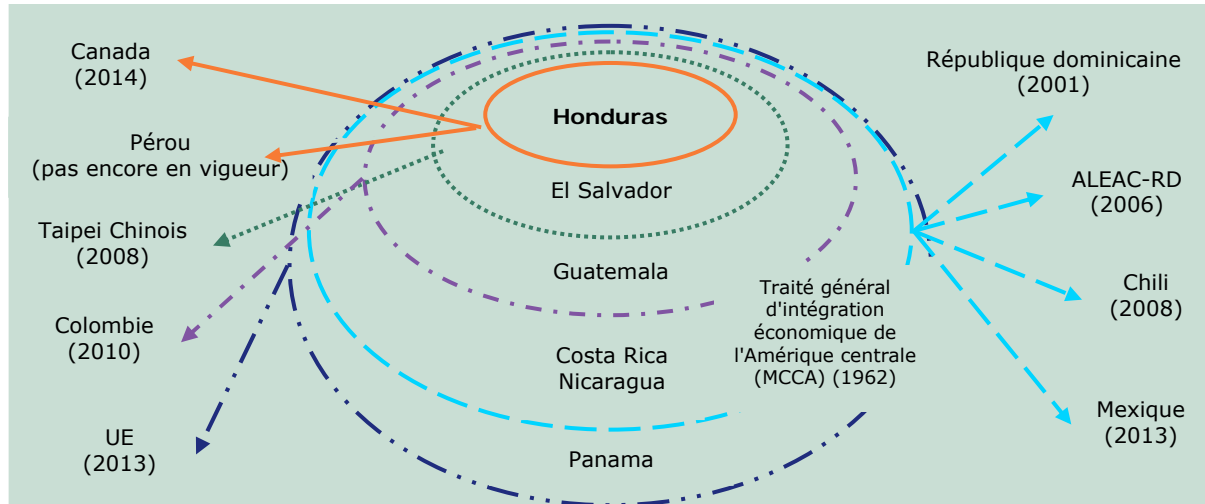 Canada
(2014)
Pérou
(pas encore en vigueur)
Taipei Chinois
(2008)
Colombie
(2010)
UE
(2013)
Honduras
El Salvador
Guatemala
Costa Rica
Nicaragua
Panama
Traité général
d'intégration
économique de
l'Amérique centrale
(MCCA) (1962)
République dominicaine
(2001)
ALEAC-RD
(2006)
Chili
(2008)
Mexique
(2013)